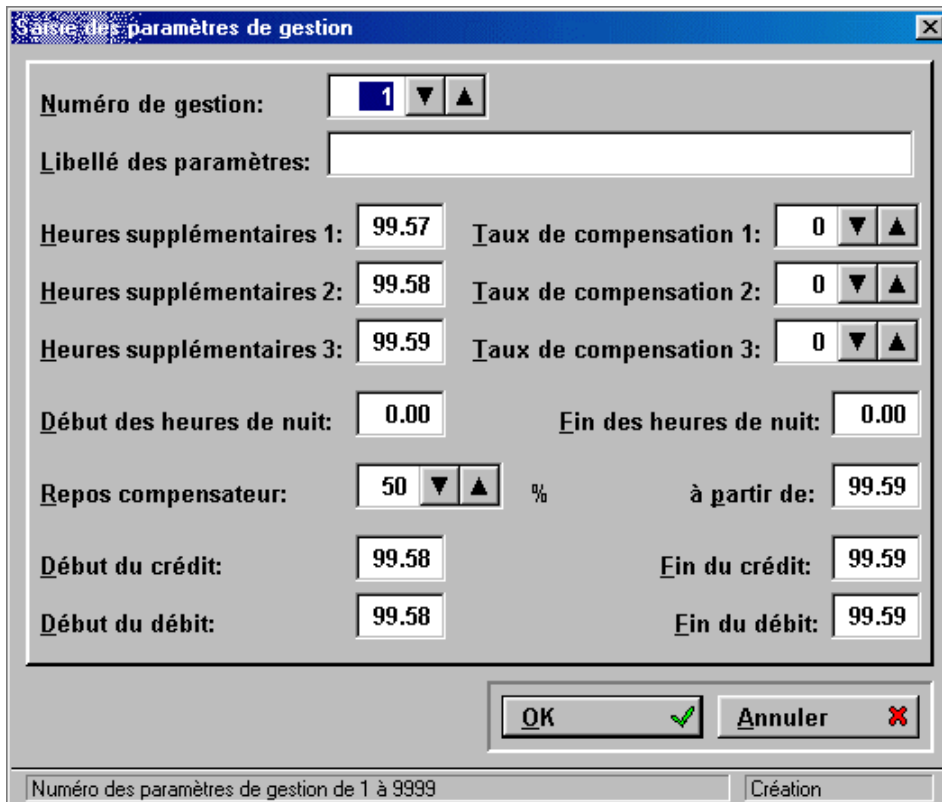 Saisie des paramètres de gestion
Numéro de gestion: 1
Libellé des paramètres:
Heures supplémentaires 1: 99.57 Taux de compensation 1: 0
Heures supplémentaires 2: 99.58 Taux de compensation 2: 0
Heures supplémentaires 3: 99.59 Taux de compensation 3: 0
Début des heures de nuit: 0.00 Fin des heures de nuit: 0.00
Repos compensateur: 50 % à partir de: 99.59
Début du crédit: 99.58 Fin du crédit: 99.59
Début du débit: 99.58 Fin du débit: 99.59
OK Annuler
Numéro des paramètres de gestion de 1 à 9999 Création